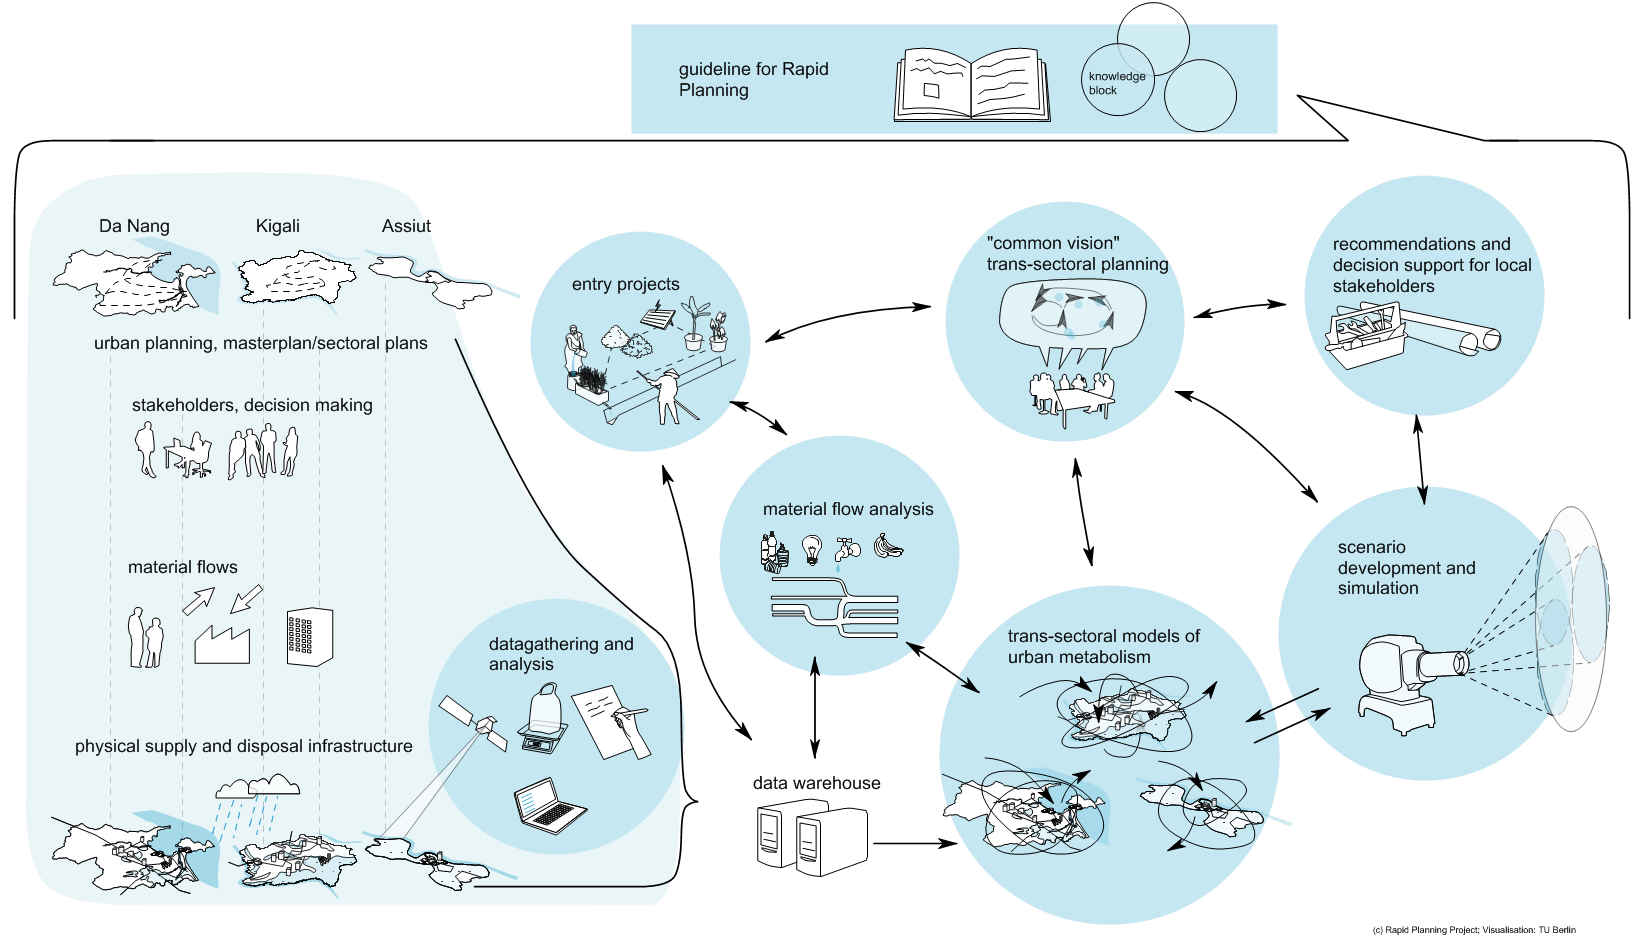 guideline for Rapid
Planning
knowledge
block
Da Nang
Kigali
Assiut
urban planning, masterplan/sectoral plans
stakeholders, decision making
material flows
physical supply and disposal infrastructure
datagathering and
analysis
entry projects
material flow analysis
data warehouse
"common vision"
trans-sectoral planning
trans-sectoral models of
urban metabolism
recommendations and
decision support for local
stakeholders
scenario
development and
simulation
(c) Rapid Planning Project; Visualisation: TU Berlin